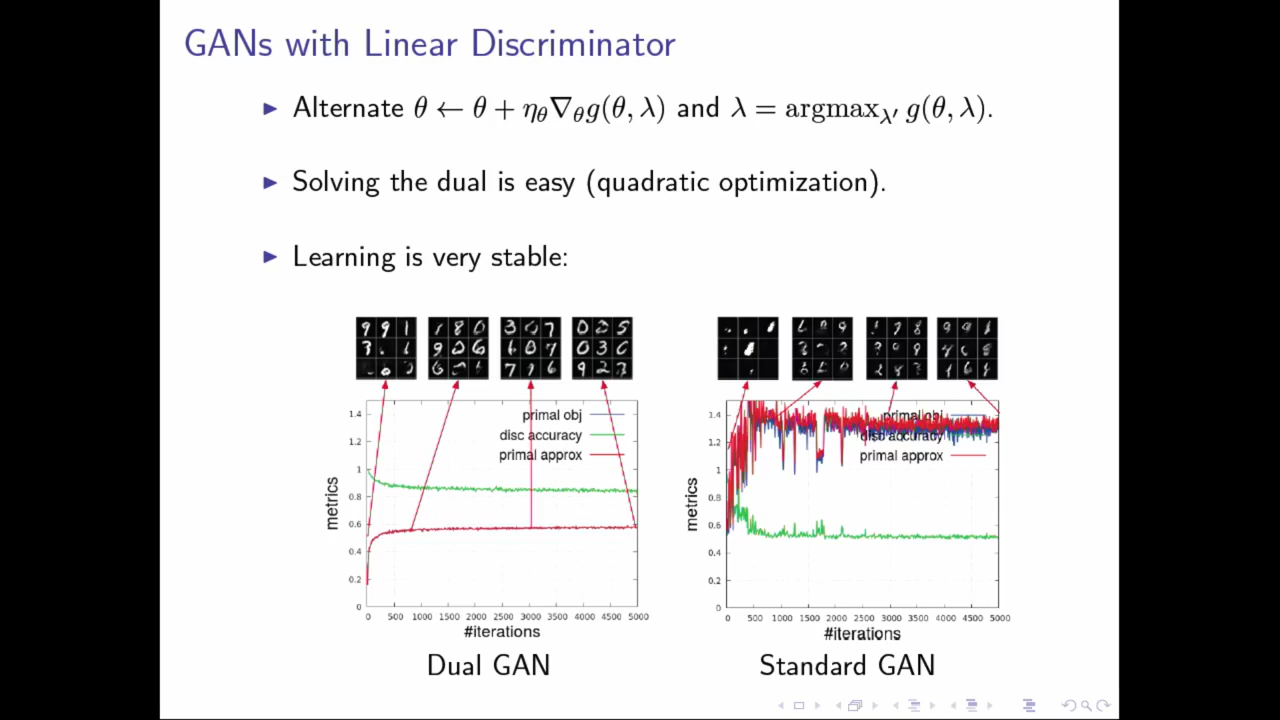 GANs with Linear Discriminator
▶ Alternate θ ← θ + η_θ∇_θ g(θ, λ) and λ = argmax_λ′ g(θ, λ).
▶ Solving the dual is easy (quadratic optimization).
▶ Learning is very stable:
primal obj
disc accuracy
primal approx
metrics
1.4
1.2
1
0.8
0.6
0.4
0.2
0
0 500 1000 1500 2000 2500 3000 3500 4000 4500 5000
#iterations
Dual GAN
primal obj
disc accuracy
primal approx
metrics
1.4
1.2
1
0.8
0.6
0.4
0.2
0
0 500 1000 1500 2000 2500 3000 3500 4000 4500 5000
#iterations
Standard GAN